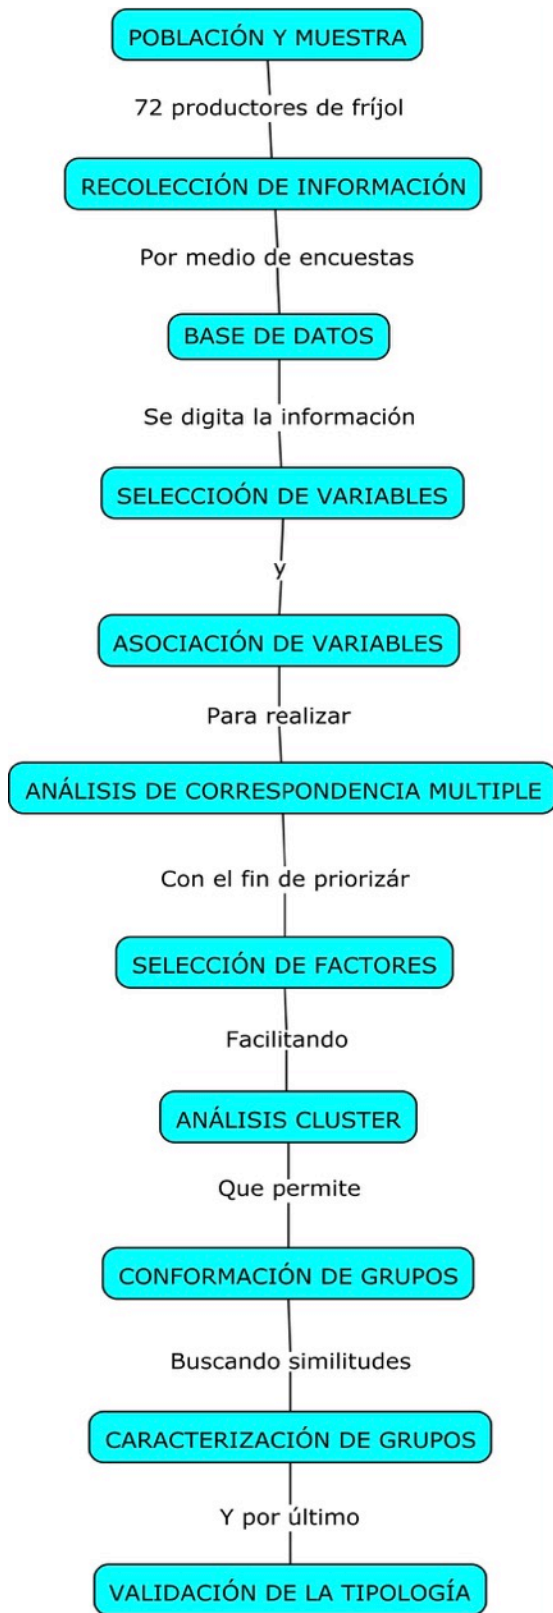 POBLACIÓN Y MUESTRA
72 productores de fríjol
RECOLECCIÓN DE INFORMACIÓN
Por medio de encuestas
BASE DE DATOS
Se digita la información
SELECCIOÓN DE VARIABLES
y
ASOCIACIÓN DE VARIABLES
Para realizar
ANÁLISIS DE CORRESPONDENCIA MULTIPLE
Con el fin de priorizár
SELECCIÓN DE FACTORES
Facilitando
ANÁLISIS CLUSTER
Que permite
CONFORMACIÓN DE GRUPOS
Buscando similitudes
CARACTERIZACIÓN DE GRUPOS
Y por último
VALIDACIÓN DE LA TIPOLOGÍA